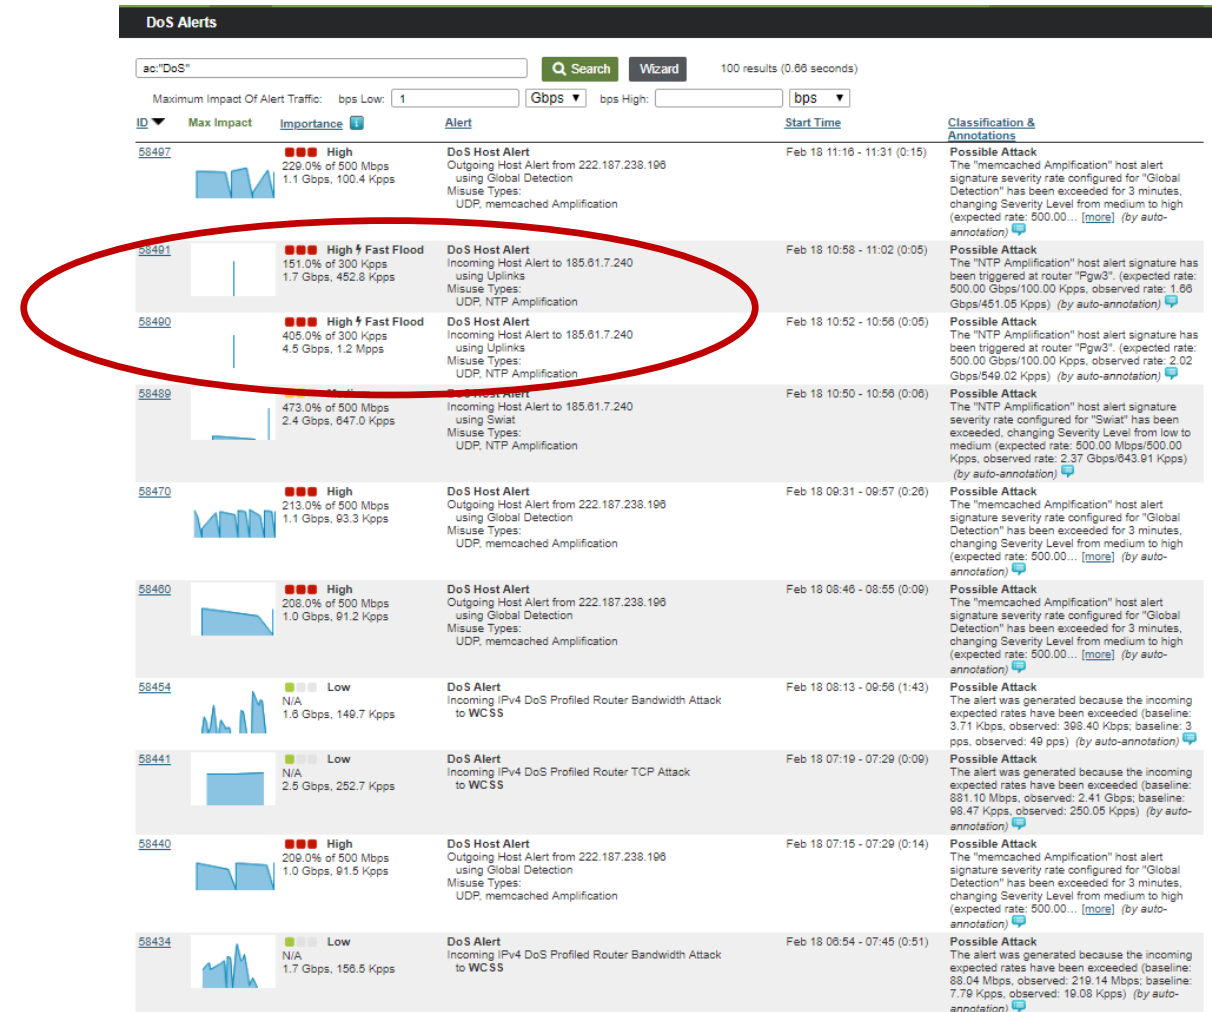 DoS Alerts
ac:"DoS"
Search
Wizard
100 results (0.66 seconds)
Maximum Impact Of Alert Traffic: bps Low: 1 Gbps ▼ bps High: bps ▼
ID Max Impact Importance Alert Start Time Classification &
Annotations
58497
High
229.0% of 500 Mbps
1.1 Gbps, 100.4 Kpps
DoS Host Alert
Outgoing Host Alert from 222.187.238.196
using Global Detection
Misuse Types:
UDP, memcached Amplification
Feb 18 11:16 - 11:31 (0:15)
Possible Attack
The "memcached Amplfication" host alert
signature severity rate configured for "Global
Detection" has been exceeded for 3 minutes,
changing Severity Level from medium to high
(expected rate: 500.00... [more] (by auto-
annotation)
58491
High Fast Flood
151.0% of 300 Kpps
1.7 Gbps, 452.8 Kpps
DoS Host Alert
Incoming Host Alert to 185.61.7.240
using Uplinks
Misuse Types:
UDP, NTP Amplification
Feb 18 10:58 - 11:02 (0:05)
Possible Attack
The "NTP Amplification" host alert signature has
been triggered at router "Pgw3". (expected rate:
500.00 Gbps/100.00 Kpps, observed rate: 1.66
Gbps/451.05 Kpps) (by auto-annotation)
58490
High Fast Flood
405.0% of 300 Kpps
4.5 Gbps, 1.2 Mpps
DoS Host Alert
Incoming Host Alert to 185.61.7.240
using Uplinks
Misuse Types:
UDP, NTP Amplification
Feb 18 10:52 - 10:56 (0:05)
Possible Attack
The "NTP Amplification" host alert signature has
been triggered at router "Pgw3". (expected rate:
500.00 Gbps/100.00 Kpps, observed rate: 2.02
Gbps/549.02 Kpps) (by auto-annotation)
58489
Medium
473.0% of 500 Mbps
2.4 Gbps, 647.0 Kpps
DoS Host Alert
Incoming Host Alert to 185.61.7.240
using Swiat
Misuse Types:
UDP, NTP Amplification
Feb 18 10:50 - 10:56 (0:06)
Possible Attack
The "NTP Amplification" host alert signature
severity rate configured for "Swiat" has been
exceeded, changing Severity Level from low to
medium (expected rate: 500.00 Mbps/500.00
Kpps, observed rate: 2.37 Gbps/643.91 Kpps)
(by auto-annotation)
58470
High
213.0% of 500 Mbps
1.1 Gbps, 93.3 Kpps
DoS Host Alert
Outgoing Host Alert from 222.187.238.196
using Global Detection
Misuse Types:
UDP, memcached Amplification
Feb 18 09:31 - 09:57 (0:26)
Possible Attack
The "memcached Amplfication" host alert
signature severity rate configured for "Global
Detection" has been exceeded for 3 minutes,
changing Severity Level from medium to high
(expected rate: 500.00... [more] (by auto-
annotation)
58460
High
208.0% of 500 Mbps
1.0 Gbps, 91.2 Kpps
DoS Host Alert
Outgoing Host Alert from 222.187.238.196
using Global Detection
Misuse Types:
UDP, memcached Amplification
Feb 18 08:46 - 08:55 (0:09)
Possible Attack
The "memcached Amplfication" host alert
signature severity rate configured for "Global
Detection" has been exceeded for 3 minutes,
changing Severity Level from medium to high
(expected rate: 500.00... [more] (by auto-
annotation)
58454
Low
N/A
1.6 Gbps, 149.7 Kpps
DoS Alert
Incoming IPv4 DoS Profiled Router Bandwidth Attack
to WCSS
Feb 18 08:13 - 09:56 (1:43)
Possible Attack
The alert was generated because the incoming
expected rates have been exceeded (baseline:
3.71 Kbps, observed: 398.40 Kbps; baseline: 3
pps, observed: 49 pps) (by auto-annotation)
58441
Low
N/A
2.5 Gbps, 252.7 Kpps
DoS Alert
Incoming IPv4 DoS Profiled Router TCP Attack
to WCSS
Feb 18 07:19 - 07:29 (0:09)
Possible Attack
The alert was generated because the incoming
expected rates have been exceeded (baseline:
881.10 Mbps, observed: 2.41 Gbps; baseline:
98.47 Kpps, observed: 250.05 Kpps) (by auto-
annotation)
58440
High
209.0% of 500 Mbps
1.0 Gbps, 91.5 Kpps
DoS Host Alert
Outgoing Host Alert from 222.187.238.196
using Global Detection
Misuse Types:
UDP, memcached Amplification
Feb 18 07:15 - 07:29 (0:14)
Possible Attack
The "memcached Amplfication" host alert
signature severity rate configured for "Global
Detection" has been exceeded for 3 minutes,
changing Severity Level from medium to high
(expected rate: 500.00... [more] (by auto-
annotation)
58434
Low
N/A
1.7 Gbps, 156.5 Kpps
DoS Alert
Incoming IPv4 DoS Profiled Router Bandwidth Attack
to WCSS
Feb 18 06:54 - 07:45 (0:51)
Possible Attack
The alert was generated because the incoming
expected rates have been exceeded (baseline:
88.04 Mbps, observed: 219.14 Mbps; baseline:
7.79 Kpps, observed: 19.08 Kpps) (by auto-
annotation)